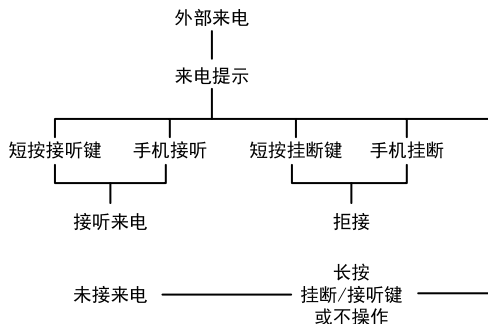 外部来电
来电提示
短按接听键 手机接听 短按挂断键 手机挂断
接听来电 拒接
未接来电
长按
挂断/接听键
或不操作